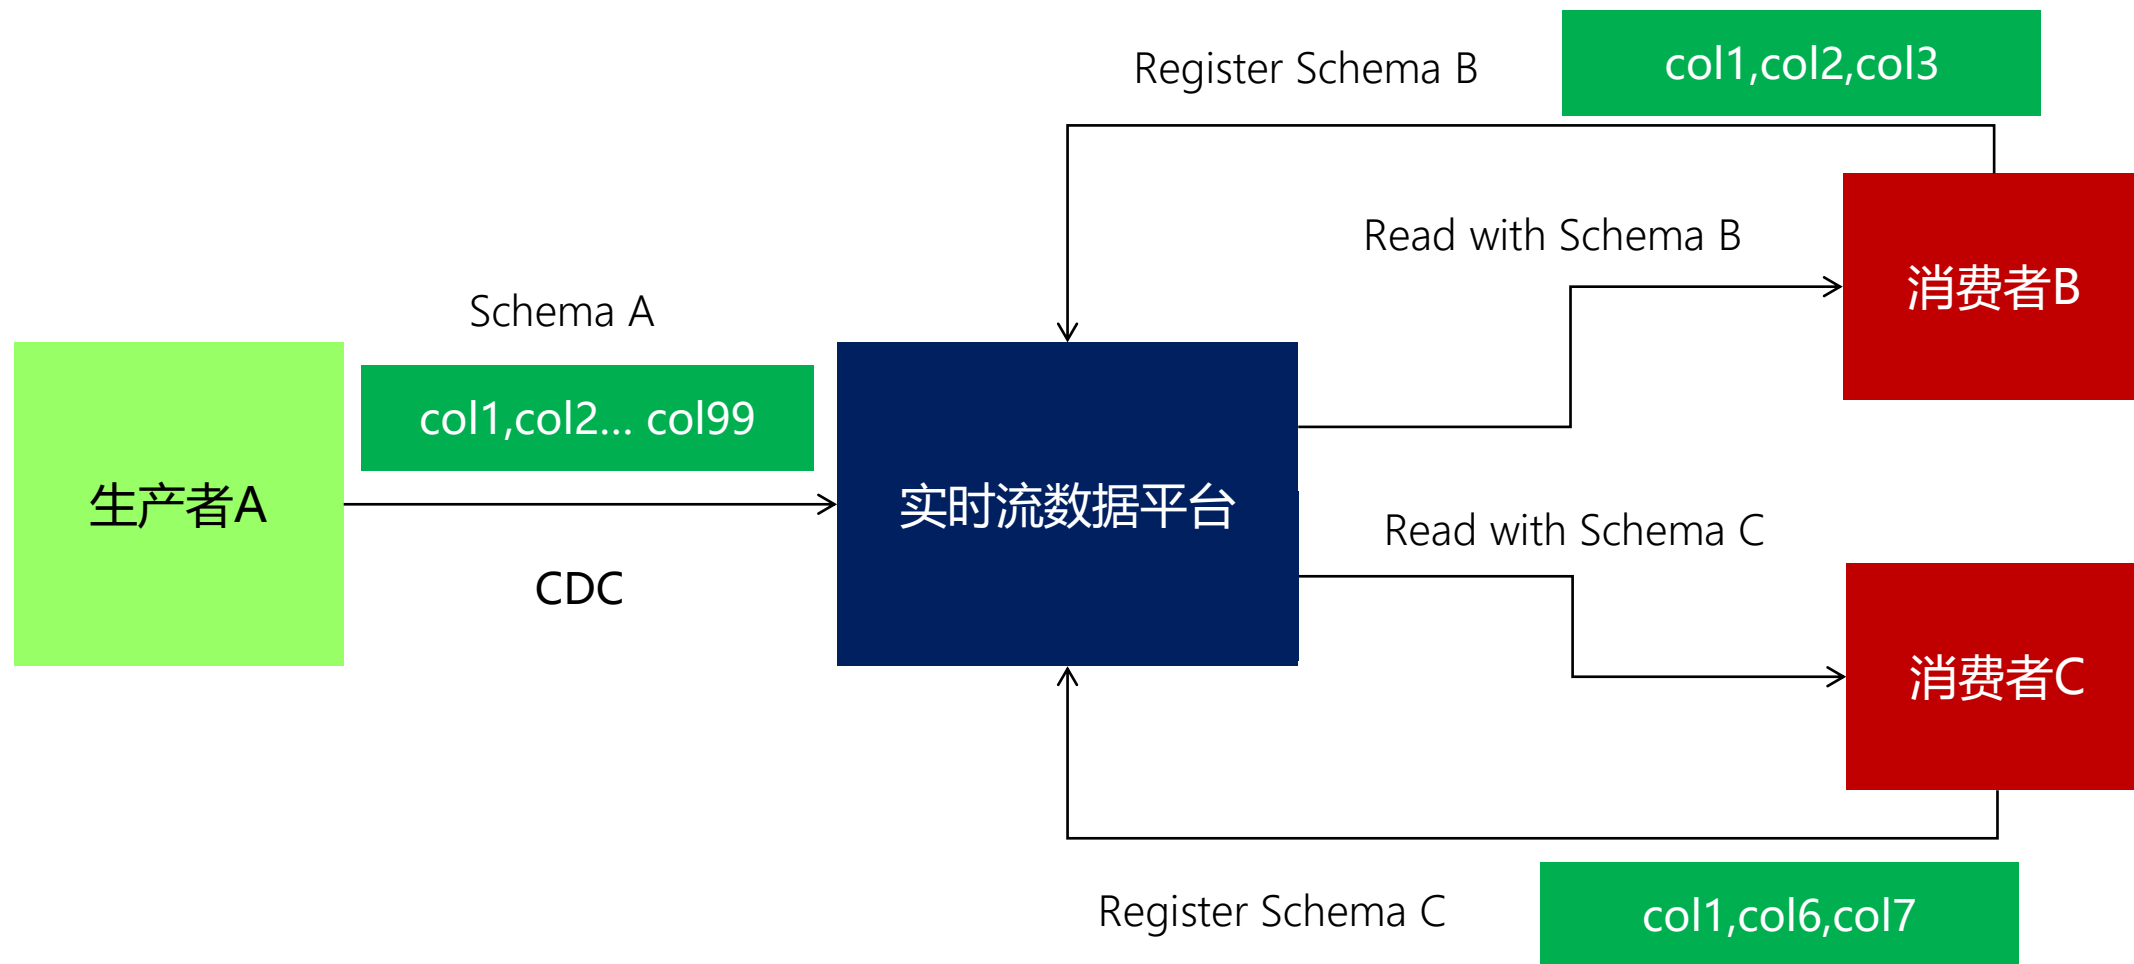 Register Schema B
col1,col2,col3
Read with Schema B
消费者B
Schema A
col1,col2... col99
生产者A
CDC
实时流数据平台
Read with Schema C
消费者C
Register Schema C
col1,col6,col7